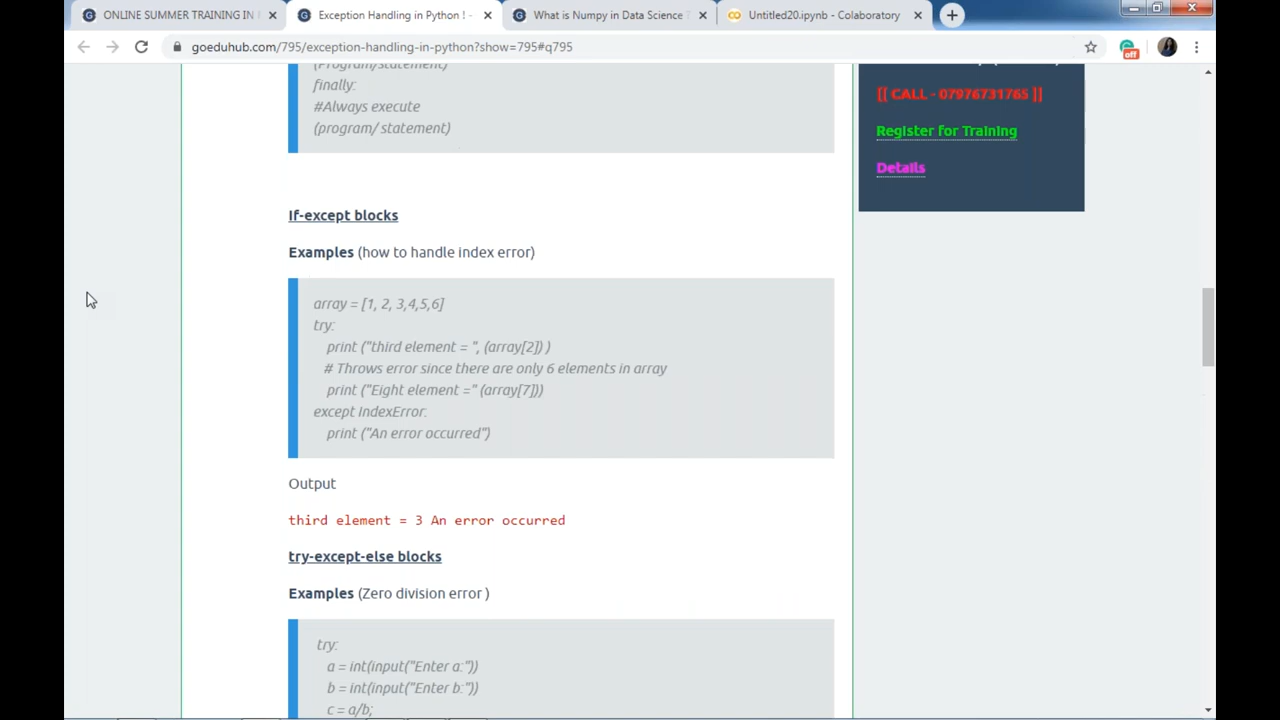 ONLINE SUMMER TRAINING IN
Exception Handling in Python ! -
What is Numpy in Data Science
Untitled20.ipynb - Colaboratory
goeduhub.com/795/exception-handling-in-python?show=795#q795
off
(Program/statement)
finally:
#Always execute
(program/ statement)
[[ CALL - 07976731765 ]]
Register for Training
Details
If-except blocks
Examples (how to handle index error)
array = [1, 2, 3,4,5,6]
try:
print ("third element = ", (array[2]) )
# Throws error since there are only 6 elements in array
print ("Eight element =" (array[7]))
except IndexError:
print ("An error occurred")
Output
third element = 3 An error occurred
try-except-else blocks
Examples (Zero division error )
try:
a = int(input("Enter a:"))
b = int(input("Enter b:"))
c = a/b;